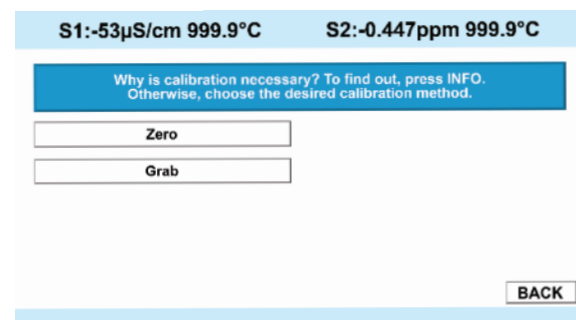 S1:-53µS/cm 999.9°C S2:-0.447ppm 999.9°C
Why is calibration necessary? To find out, press INFO.
Otherwise, choose the desired calibration method.
Zero
Grab
BACK